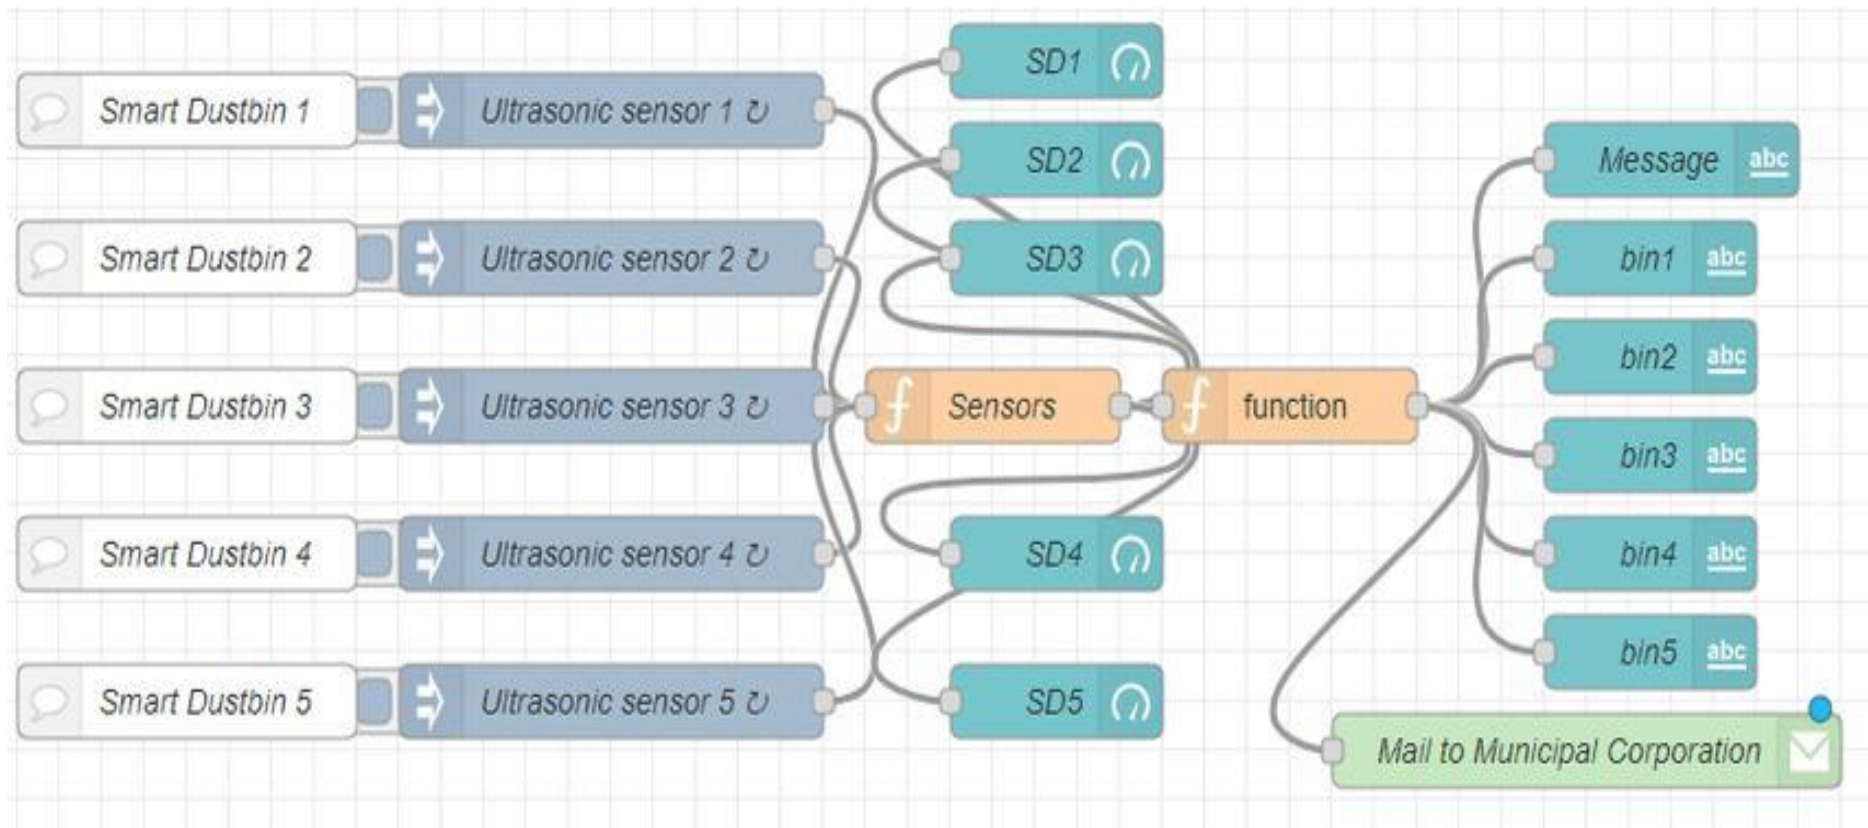 Smart Dustbin 1
Ultrasonic sensor 1 ↻
Smart Dustbin 2
Ultrasonic sensor 2 ↻
Smart Dustbin 3
Ultrasonic sensor 3 ↻
Smart Dustbin 4
Ultrasonic sensor 4 ↻
Smart Dustbin 5
Ultrasonic sensor 5 ↻
SD1
SD2
SD3
Sensors
function
SD4
SD5
Message abc
bin1 abc
bin2 abc
bin3 abc
bin4 abc
bin5 abc
Mail to Municipal Corporation